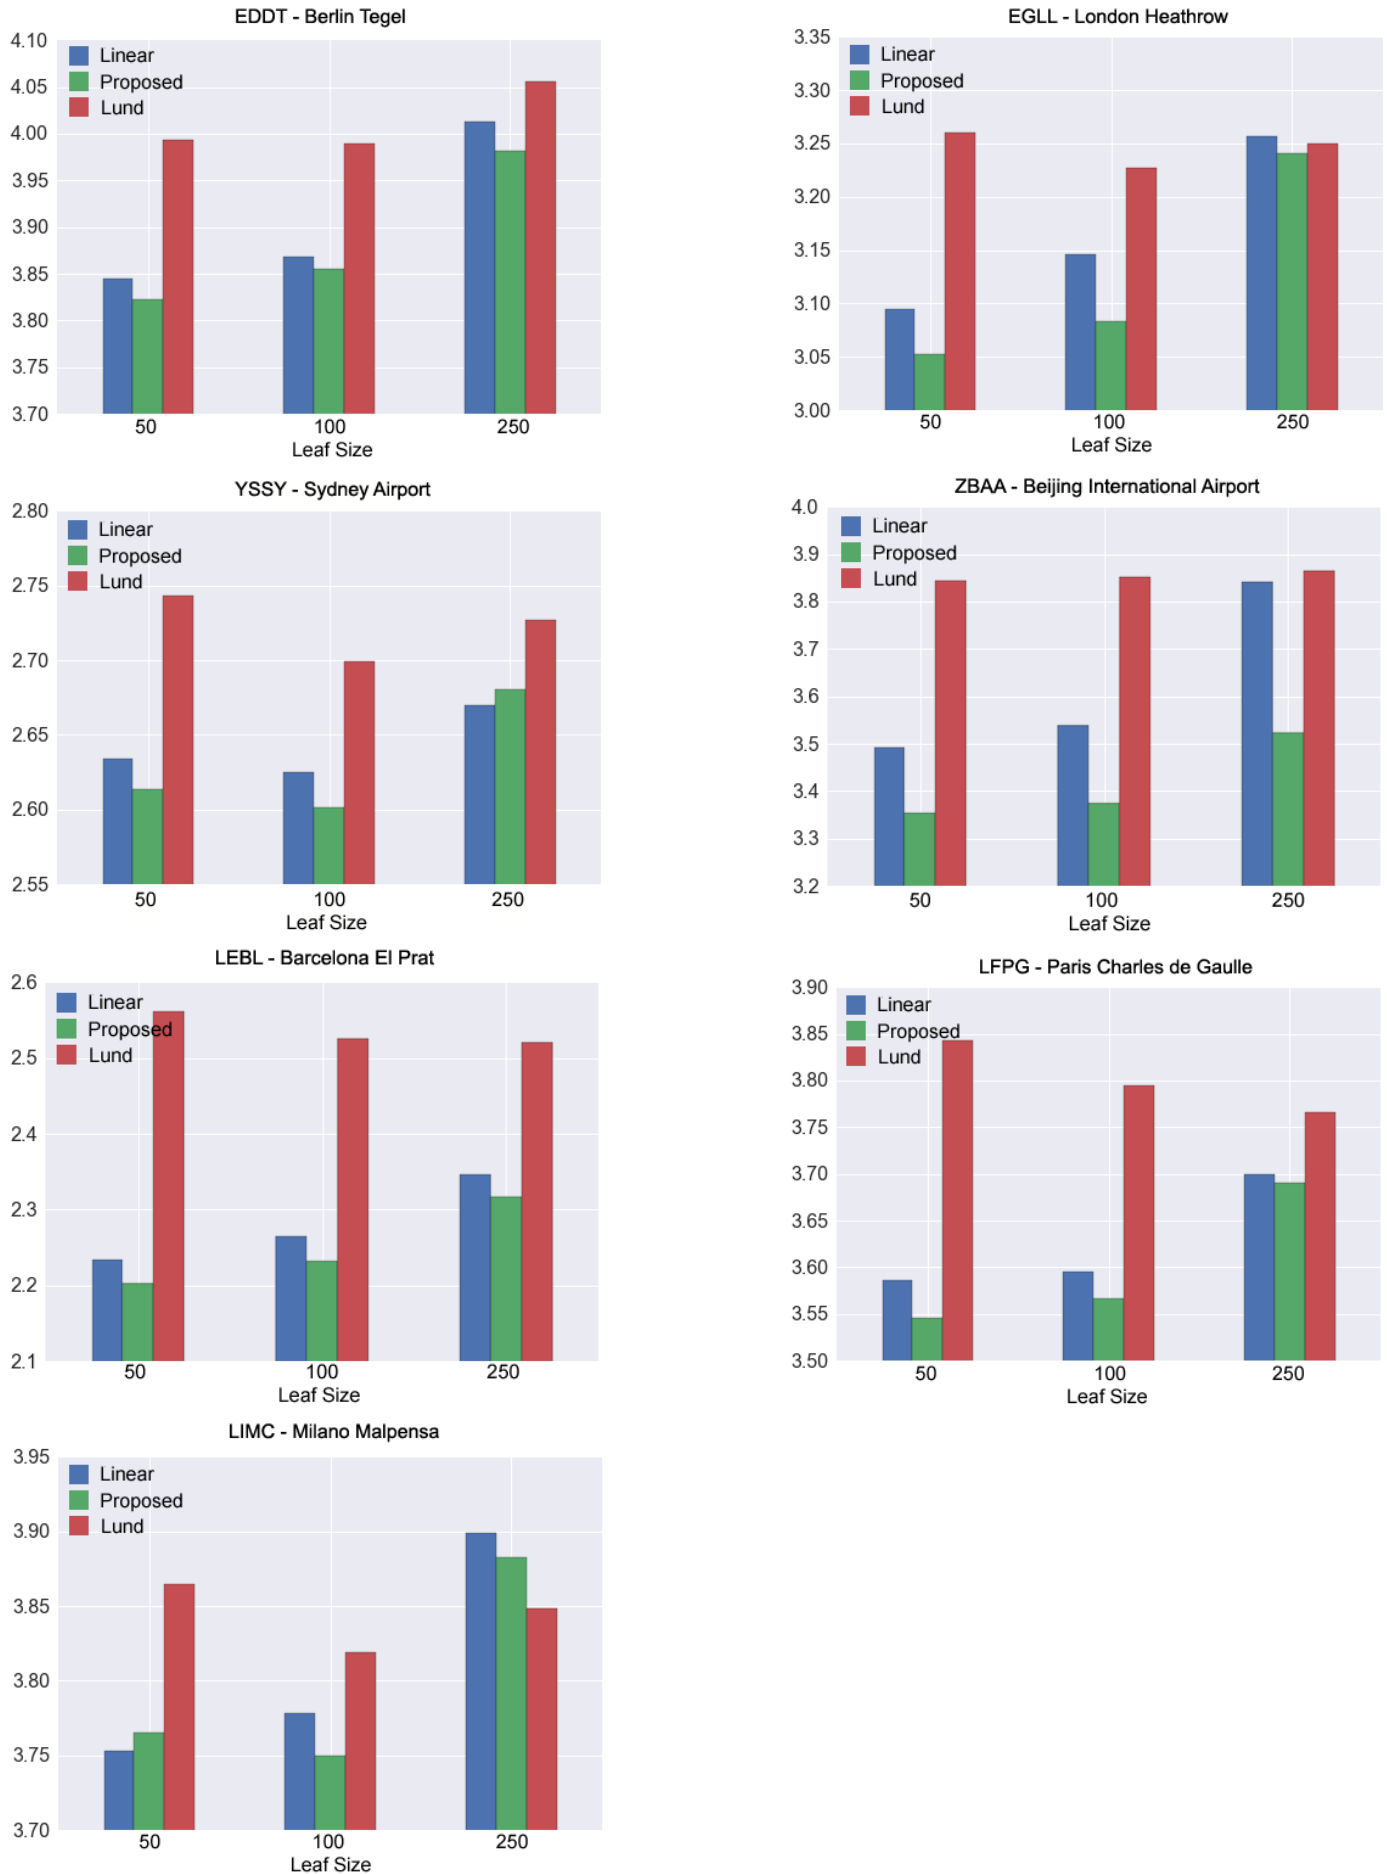 EDDT - Berlin Tegel
4.10
4.05
4.00
3.95
3.90
3.85
3.80
3.75
3.70
Linear
Proposed
Lund
50 100 250
Leaf Size
EGLL - London Heathrow
3.35
3.30
3.25
3.20
3.15
3.10
3.05
3.00
Linear
Proposed
Lund
50 100 250
Leaf Size
YSSY - Sydney Airport
2.80
2.75
2.70
2.65
2.60
2.55
Linear
Proposed
Lund
50 100 250
Leaf Size
ZBAA - Beijing International Airport
4.0
3.9
3.8
3.7
3.6
3.5
3.4
3.3
3.2
Linear
Proposed
Lund
50 100 250
Leaf Size
LEBL - Barcelona El Prat
2.6
2.5
2.4
2.3
2.2
2.1
Linear
Proposed
Lund
50 100 250
Leaf Size
LFPG - Paris Charles de Gaulle
3.90
3.85
3.80
3.75
3.70
3.65
3.60
3.55
3.50
Linear
Proposed
Lund
50 100 250
Leaf Size
LIMC - Milano Malpensa
3.95
3.90
3.85
3.80
3.75
3.70
Linear
Proposed
Lund
50 100 250
Leaf Size